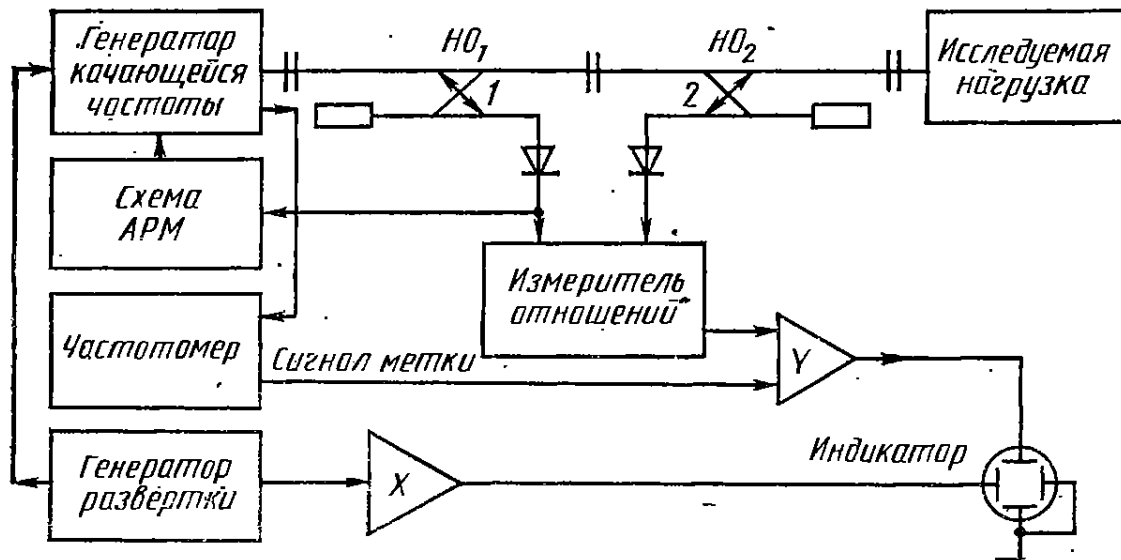 Генератор
качающейся
частоты
НО₁
НО₂
Исследуемая
нагрузка
1
2
Схема
АРМ
Измеритель
отношений
Частотомер
Сигнал метки
Y
Генератор
развёртки
X
Индикатор